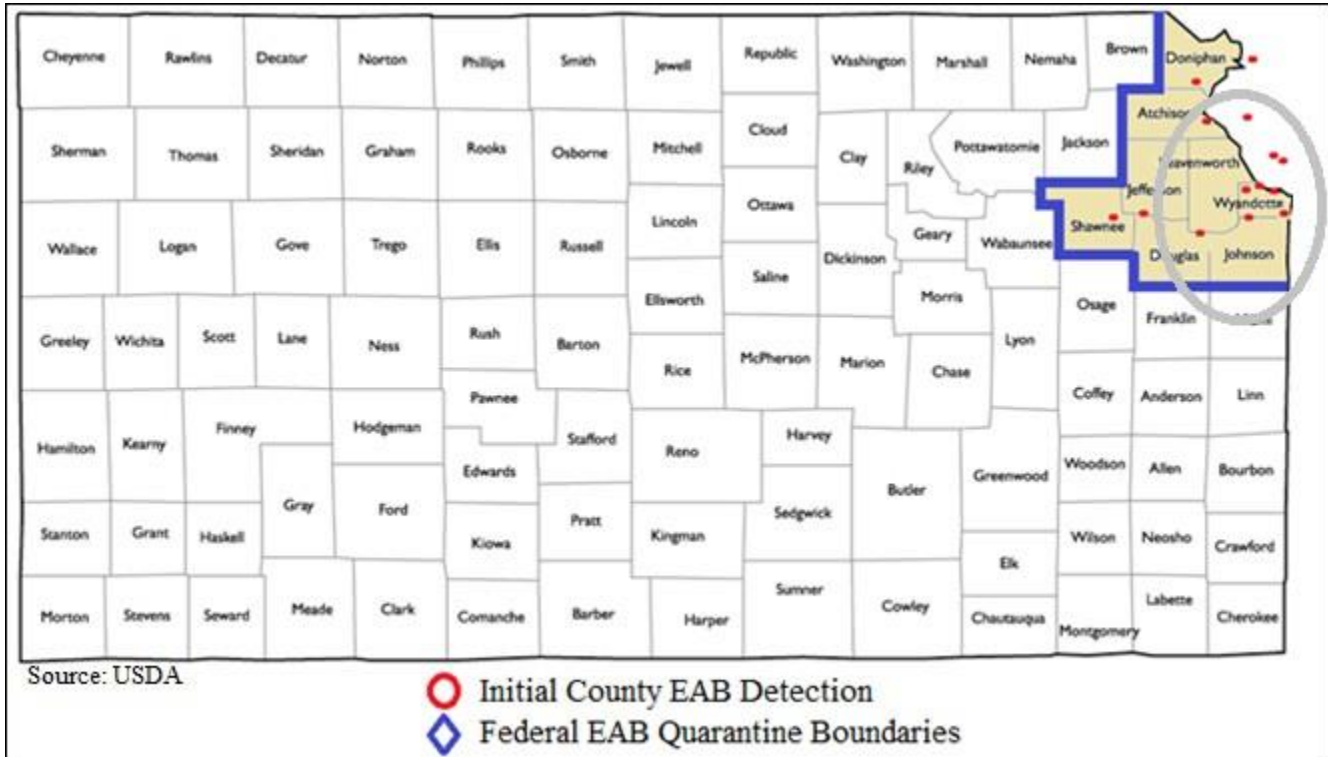 Cheyenne Rawlins Decatur Norton Phillips Smith Jewell Republic Washington Marshall Nemaha Brown Doniphan
Sherman Thomas Sheridan Graham Rooks Osborne Mitchell Cloud Clay Riley Pottawatomie Jackson Atchison
Leavenworth
Jefferson
Wallace Logan Gove Trego Ellis Russell Lincoln Ottawa Dickinson Geary Wabaunsee Shawnee Wyandotte
Douglas Johnson
Greeley Wichita Scott Lane Ness Rush Barton Ellsworth Saline Morris Osage Franklin
Rice McPherson Marion Chase Lyon
Hamilton Kearny Finney Hodgeman Pawnee Stafford Reno Harvey Coffey Anderson Linn
Edwards Butler Greenwood Woodson Allen Bourbon
Stanton Grant Haskell Gray Ford Kiowa Pratt Kingman Sedgwick Elk Wilson Neosho Crawford
Morton Stevens Seward Meade Clark Comanche Barber Harper Sumner Cowley Chautauqua Montgomery Labette Cherokee
Source: USDA
Initial County EAB Detection
Federal EAB Quarantine Boundaries